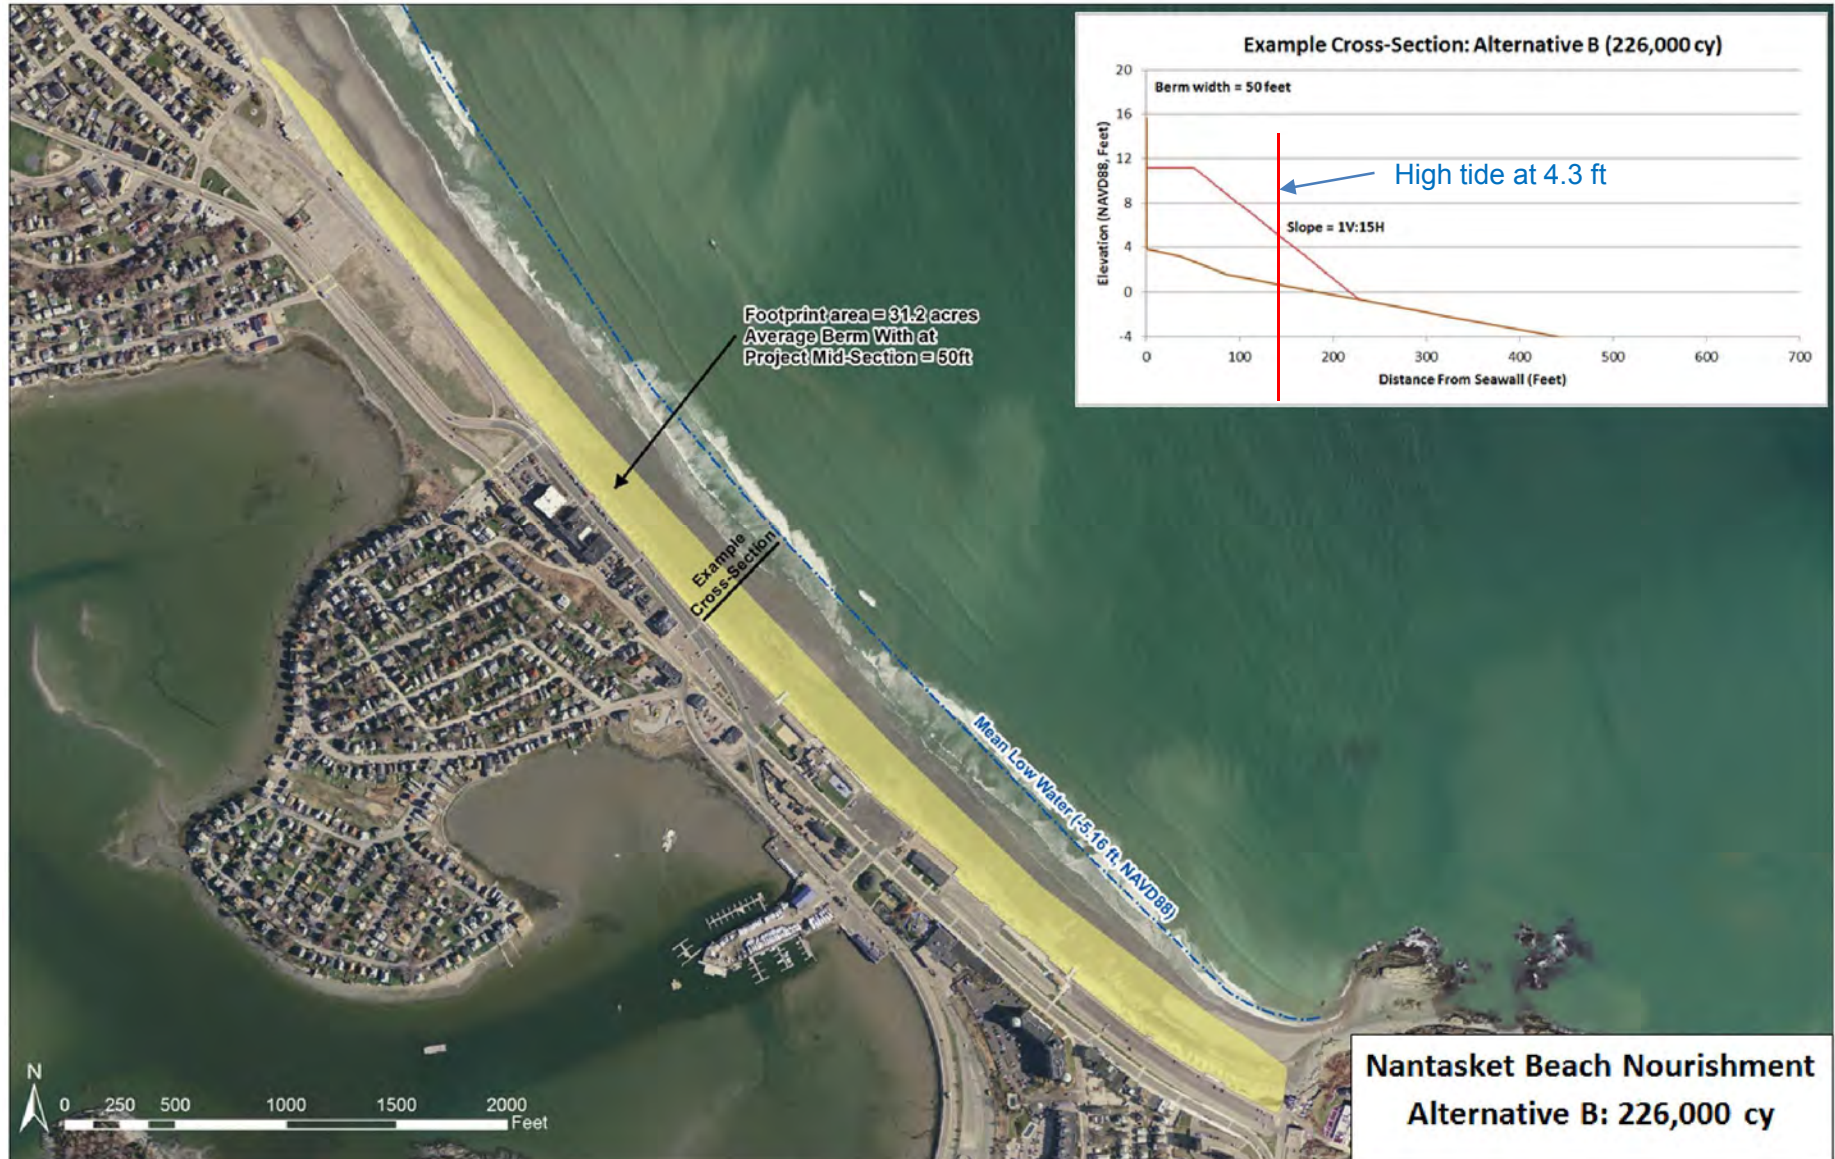 Example Cross-Section: Alternative B (226,000 cy)
Berm width = 50 feet
High tide at 4.3 ft
Slope = 1V:15H
Elevation (NAVD88, Feet)
20
16
12
8
4
0
-4
0 100 200 300 400 500 600 700
Distance From Seawall (Feet)
Footprint area = 31.2 acres
Average Berm With at
Project Mid-Section = 50ft
Example
Cross-Section
Mean Low Water (-5.16 ft, NAVD88)
N
0 250 500 1000 1500 2000
Feet
Nantasket Beach Nourishment
Alternative B: 226,000 cy